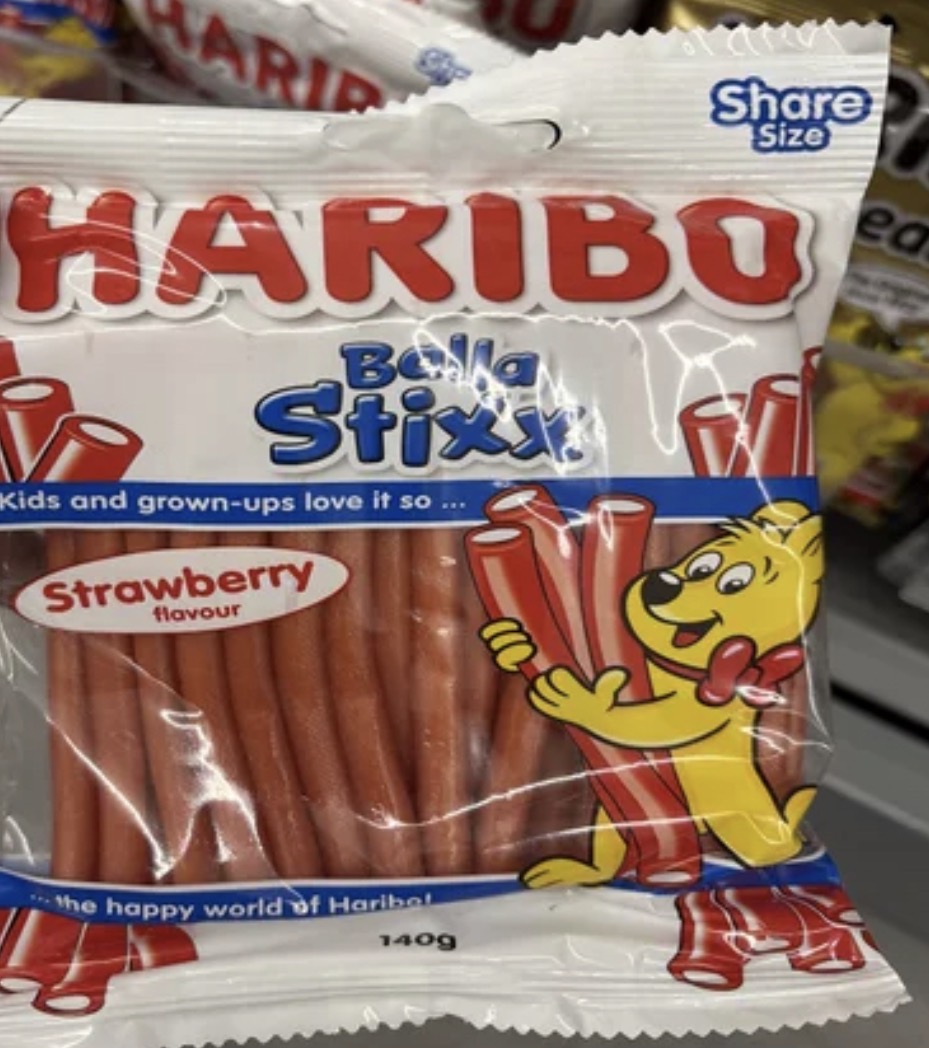 HARIB
Share
Size
HARIBO
Balla
Stixx
Kids and grown-ups love it so ...
Strawberry
flavour
...the happy world of Haribo!
140g